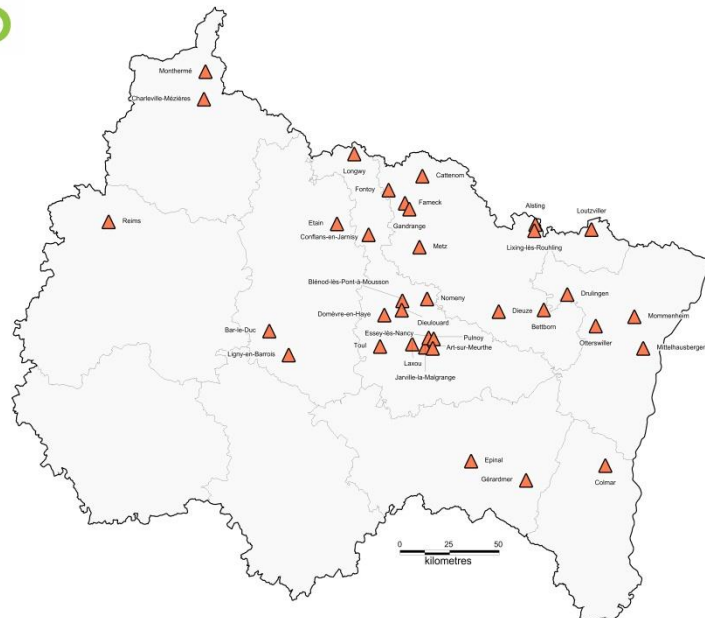 Monthermé
Charleville-Mézières
Longwy
Cattenom
Fontoy
Fameck
Gandrange
Reims
Etain
Conflans-en-Jarnisy
Metz
Alsting
Loutzviller
Lixing-lès-Rouhling
Blénod-lès-Pont-à-Mousson
Nomeny
Drulingen
Domèvre-en-Haye
Dieulouard
Dieuze
Bettborn
Mommenheim
Otterswiller
Bar-le-Duc
Essey-lès-Nancy
Pulnoy
Toul
Art-sur-Meurthe
Mittelhausbergen
Ligny-en-Barrois
Laxou
Jarville-la-Malgrange
Epinal
Gérardmer
Colmar
0 25 50
kilometres